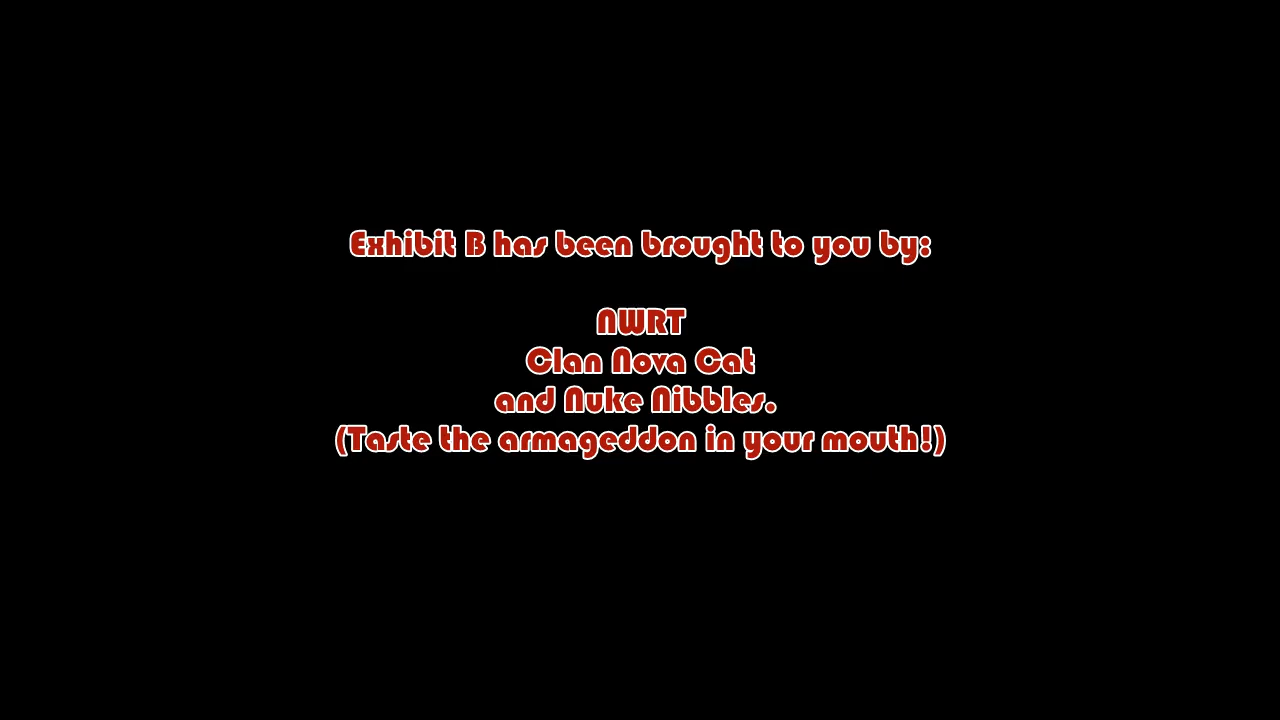 Exhibit B has been brought to you by:
NWRT
Clan Nova Cat
and Nuke Nibbles.
(Taste the armageddon in your mouth!)